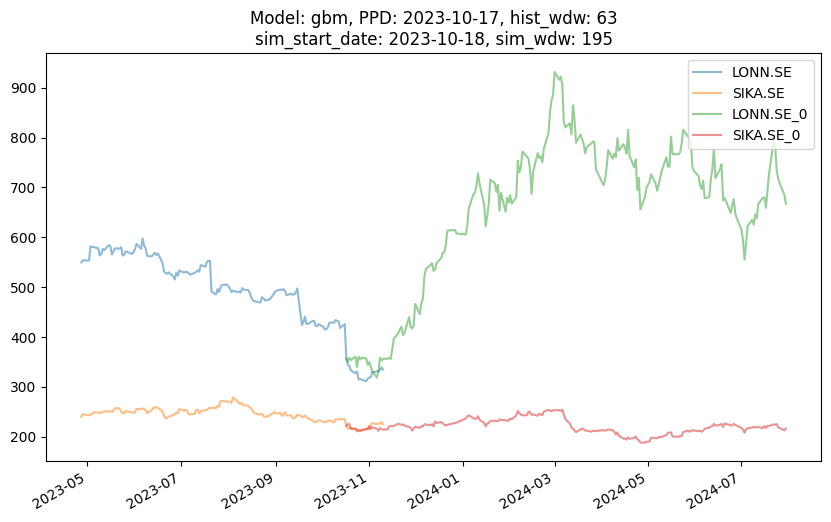 Model: gbm, PPD: 2023-10-17, hist_wdw: 63
sim_start_date: 2023-10-18, sim_wdw: 195
LONN.SE
SIKA.SE
LONN.SE_0
SIKA.SE_0
900
800
700
600
500
400
300
200
2023-05
2023-07
2023-09
2023-11
2024-01
2024-03
2024-05
2024-07